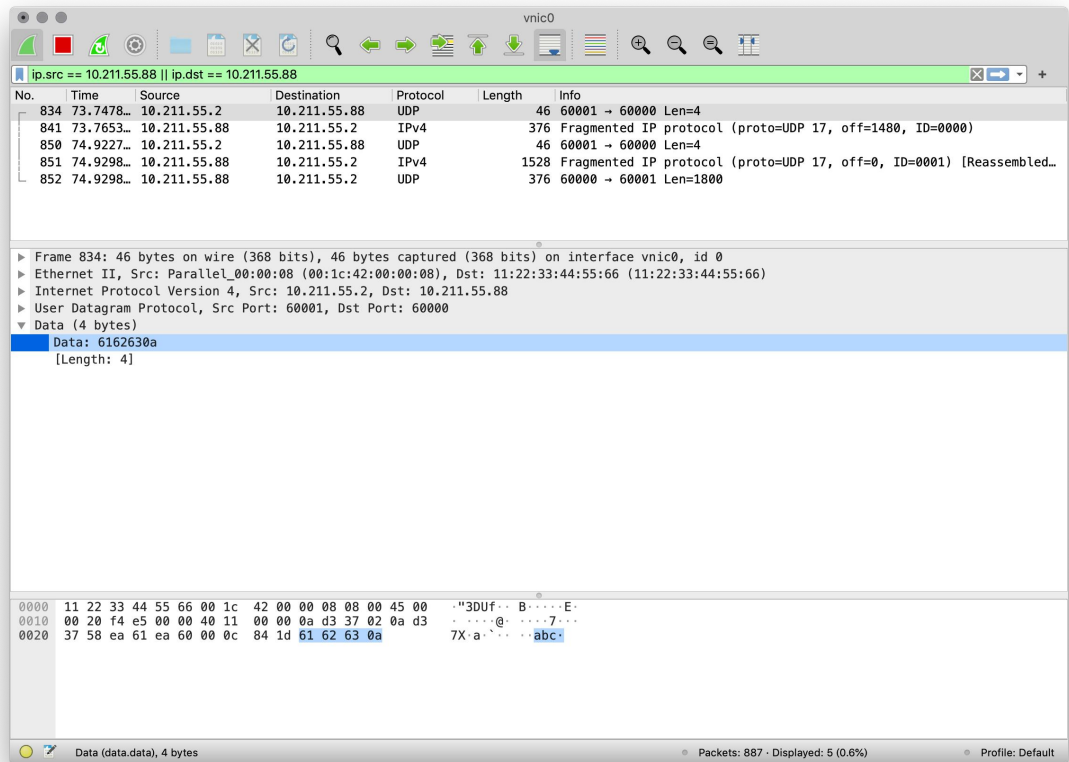 vnic0
ip.src == 10.211.55.88 || ip.dst == 10.211.55.88
No. Time Source Destination Protocol Length Info
834 73.7478… 10.211.55.2 10.211.55.88 UDP 46 60001 → 60000 Len=4
841 73.7653… 10.211.55.88 10.211.55.2 IPv4 376 Fragmented IP protocol (proto=UDP 17, off=1480, ID=0000)
850 74.9227… 10.211.55.2 10.211.55.88 UDP 46 60001 → 60000 Len=4
851 74.9298… 10.211.55.88 10.211.55.2 IPv4 1528 Fragmented IP protocol (proto=UDP 17, off=0, ID=0001) [Reassembled…
852 74.9298… 10.211.55.88 10.211.55.2 UDP 376 60000 → 60001 Len=1800
Frame 834: 46 bytes on wire (368 bits), 46 bytes captured (368 bits) on interface vnic0, id 0
Ethernet II, Src: Parallel_00:00:08 (00:1c:42:00:00:08), Dst: 11:22:33:44:55:66 (11:22:33:44:55:66)
Internet Protocol Version 4, Src: 10.211.55.2, Dst: 10.211.55.88
User Datagram Protocol, Src Port: 60001, Dst Port: 60000
Data (4 bytes)
Data: 6162630a
[Length: 4]
0000 11 22 33 44 55 66 00 1c 42 00 00 08 08 00 45 00 ·"3DUf·· B·····E·
0010 00 20 f4 e5 00 00 40 11 00 00 0a d3 37 02 0a d3 · ····@· ····7···
0020 37 58 ea 61 ea 60 00 0c 84 1d 61 62 63 0a 7X·a·`·· ··abc·
Data (data.data), 4 bytes
Packets: 887 · Displayed: 5 (0.6%)
Profile: Default